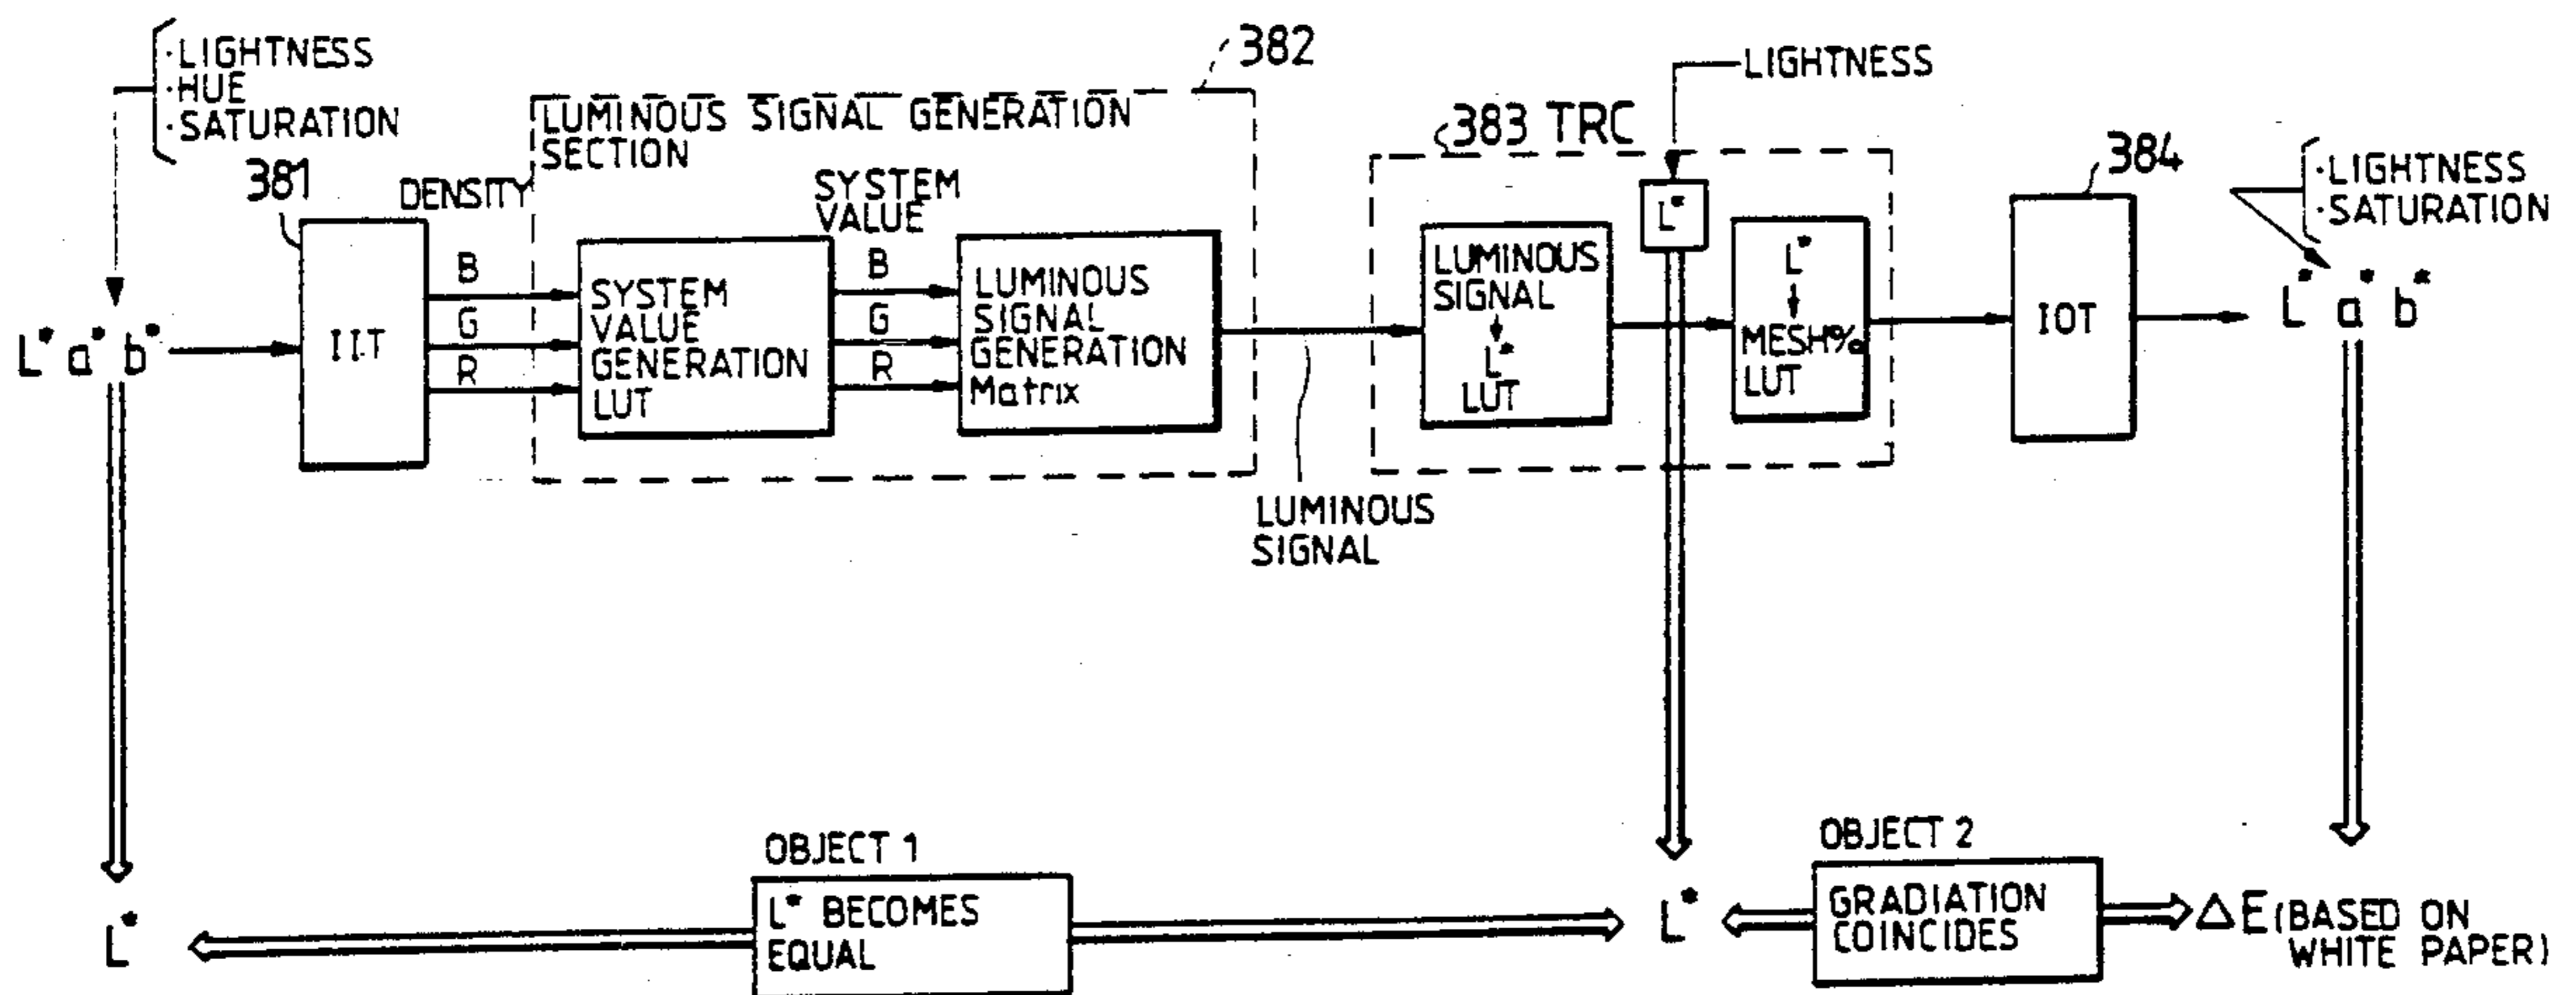 ·LIGHTNESS
·HUE
·SATURATION
381
DENSITY
LUMINOUS SIGNAL GENERATION
SECTION
382
SYSTEM
VALUE
383 TRC
LIGHTNESS
384
·LIGHTNESS
·SATURATION
L* a* b*
IIT
B
G
R
SYSTEM
VALUE
GENERATION
LUT
B
G
R
LUMINOUS
SIGNAL
GENERATION
Matrix
LUMINOUS
SIGNAL
LUMINOUS
SIGNAL
L*
LUT
L*
L*
MESH%
LUT
IOT
L* a* b*
OBJECT 1
L* BECOMES
EQUAL
L*
L*
OBJECT 2
GRADIATION
COINCIDES
ΔE (BASED ON
WHITE PAPER)